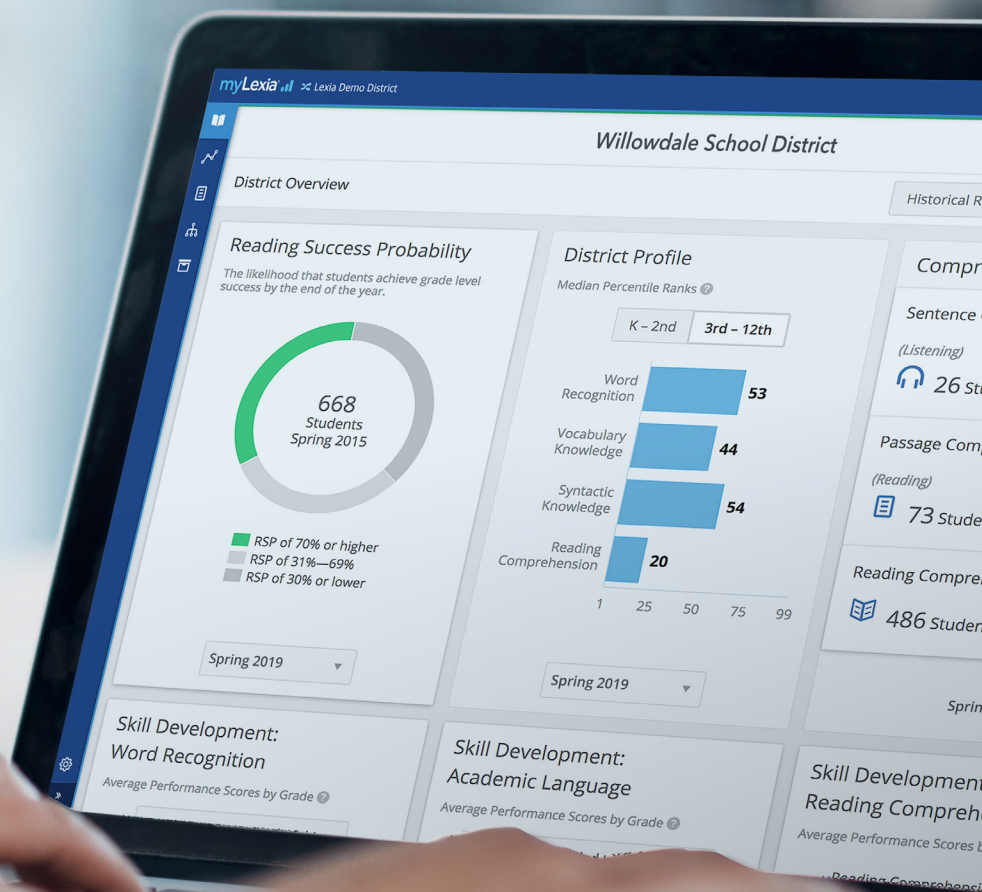 myLexia Lexia Demo District
Willowdale School District
District Overview
Historical R
Reading Success Probability
The likelihood that students achieve grade level
success by the end of the year.
668
Students
Spring 2015
RSP of 70% or higher
RSP of 31%—69%
RSP of 30% or lower
Spring 2019
District Profile
Median Percentile Ranks ?
K – 2nd 3rd – 12th
Word
Recognition 53
Vocabulary
Knowledge 44
Syntactic
Knowledge 54
Reading
Comprehension 20
1 25 50 75 99
Spring 2019
Compr
Sentence
(Listening)
26 Stu
Passage Com
(Reading)
73 Stude
Reading Compre
486 Studen
Sprin
Skill Development:
Word Recognition
Average Performance Scores by Grade ?
Skill Development:
Academic Language
Average Performance Scores by Grade ?
Skill Development
Reading Compreh
Average Performance Scores b